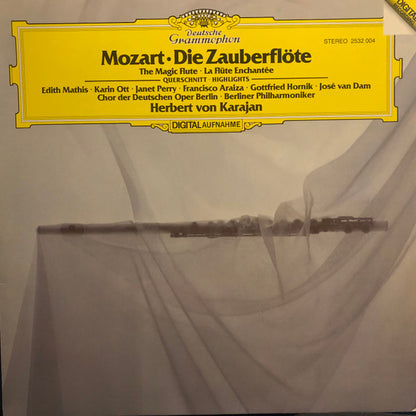 DIGITAL
Deutsche
Grammophon
STEREO 2532 004
Mozart · Die Zauberflöte
The Magic Flute · La Flûte Enchantée
QUERSCHNITT · HIGHLIGHTS
Edith Mathis · Karin Ott · Janet Perry · Francisco Araiza · Gottfried Hornik · José van Dam
Chor der Deutschen Oper Berlin · Berliner Philharmoniker
Herbert von Karajan
DIGITAL AUFNAHME